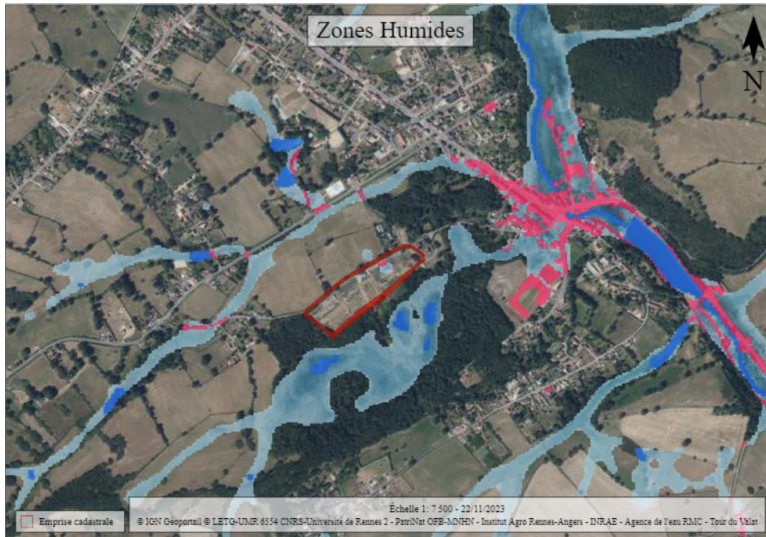 Zones Humides
N
Échelle 1: 7 500 - 22/11/2023
Emprise cadastrale
© IGN Géoportail © LETG-UMR 6554 CNRS-Université de Rennes 2 - PatriNat OFB-MNHN - Institut Agro Rennes-Angers - INRAE - Agence de l'eau RMC - Tour du Valat